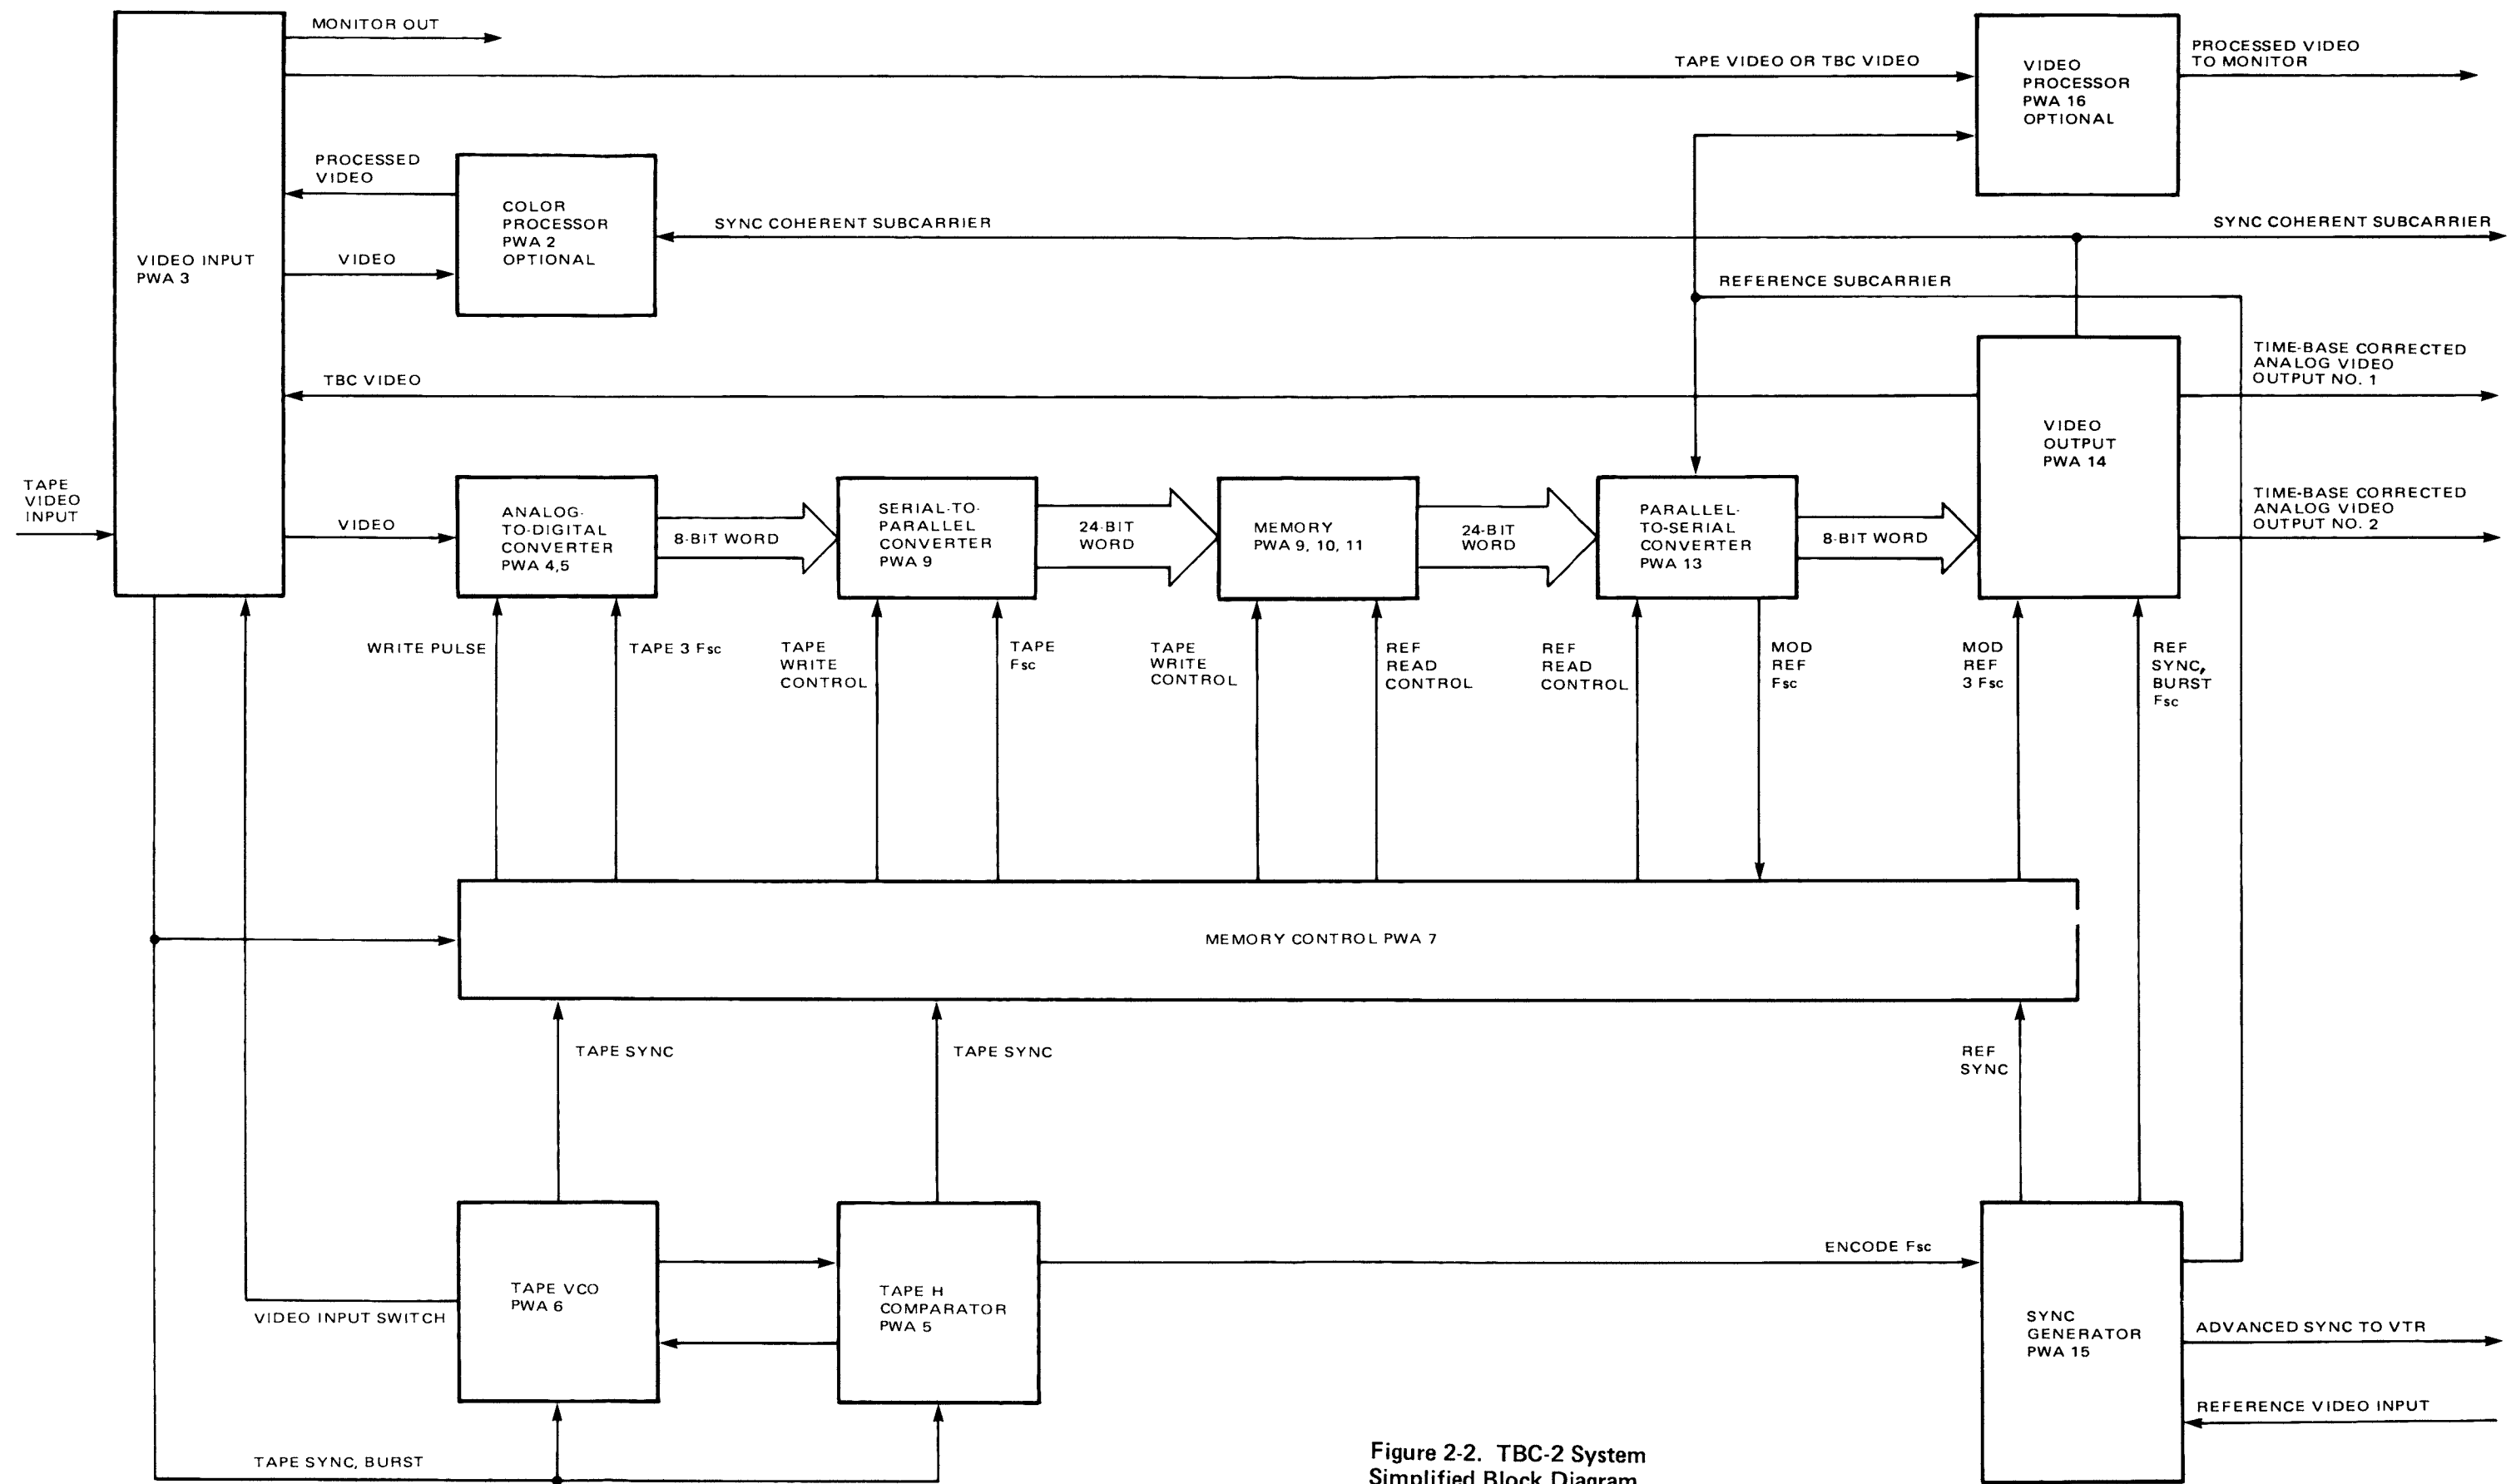 MONITOR OUT
TAPE VIDEO OR TBC VIDEO
VIDEO
PROCESSOR
PWA 16
OPTIONAL
PROCESSED VIDEO
TO MONITOR
PROCESSED
VIDEO
COLOR
PROCESSOR
PWA 2
OPTIONAL
SYNC COHERENT SUBCARRIER
SYNC COHERENT SUBCARRIER
VIDEO INPUT
PWA 3
VIDEO
REFERENCE SUBCARRIER
TBC VIDEO
TIME-BASE CORRECTED
ANALOG VIDEO
OUTPUT NO. 1
VIDEO
OUTPUT
PWA 14
TAPE
VIDEO
INPUT
VIDEO
ANALOG-
TO-DIGITAL
CONVERTER
PWA 4,5
8-BIT WORD
SERIAL-TO-
PARALLEL
CONVERTER
PWA 9
24-BIT
WORD
MEMORY
PWA 9, 10, 11
24-BIT
WORD
PARALLEL-
TO-SERIAL
CONVERTER
PWA 13
8-BIT WORD
TIME-BASE CORRECTED
ANALOG VIDEO
OUTPUT NO. 2
WRITE PULSE
TAPE 3 Fsc
TAPE
WRITE
CONTROL
TAPE
Fsc
TAPE
WRITE
CONTROL
REF
READ
CONTROL
REF
READ
CONTROL
MOD
REF
Fsc
MOD
REF
3 Fsc
REF
SYNC,
BURST
Fsc
MEMORY CONTROL PWA 7
TAPE SYNC
TAPE SYNC
REF
SYNC
ENCODE Fsc
TAPE VCO
PWA 6
TAPE H
COMPARATOR
PWA 5
VIDEO INPUT SWITCH
SYNC
GENERATOR
PWA 15
ADVANCED SYNC TO VTR
REFERENCE VIDEO INPUT
TAPE SYNC, BURST
Figure 2-2. TBC-2 System
Simplified Block Diagram